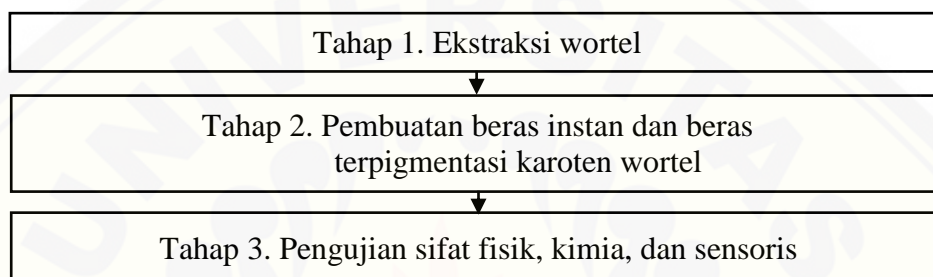 Tahap 1. Ekstraksi wortel
Tahap 2. Pembuatan beras instan dan beras
terpigmentasi karoten wortel
Tahap 3. Pengujian sifat fisik, kimia, dan sensoris
UNIVERSITAS